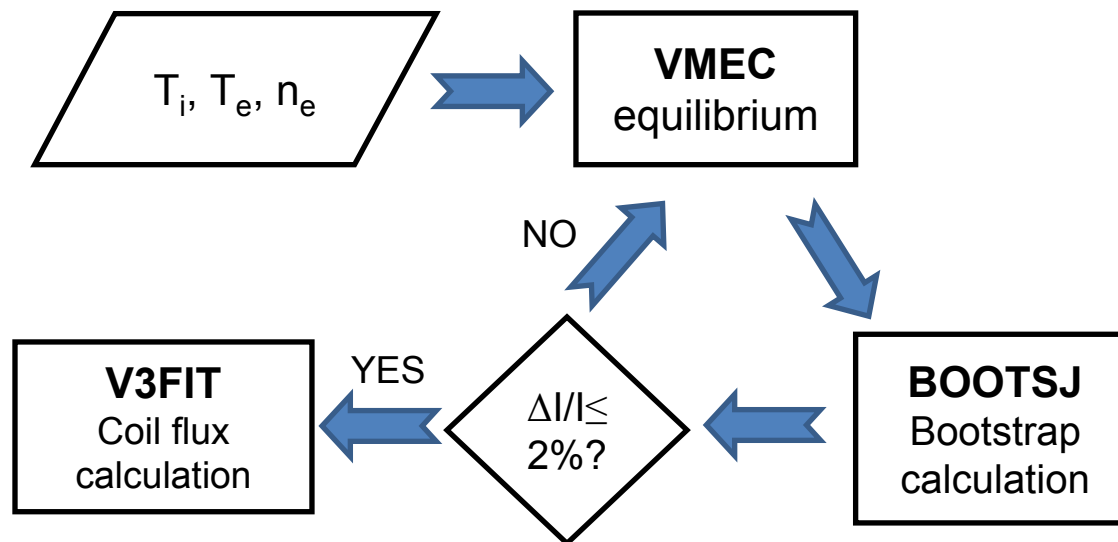 Ti, Te, ne
VMEC
equilibrium
NO
V3FIT
Coil flux
calculation
YES
ΔI/I≤
2%?
BOOTSJ
Bootstrap
calculation